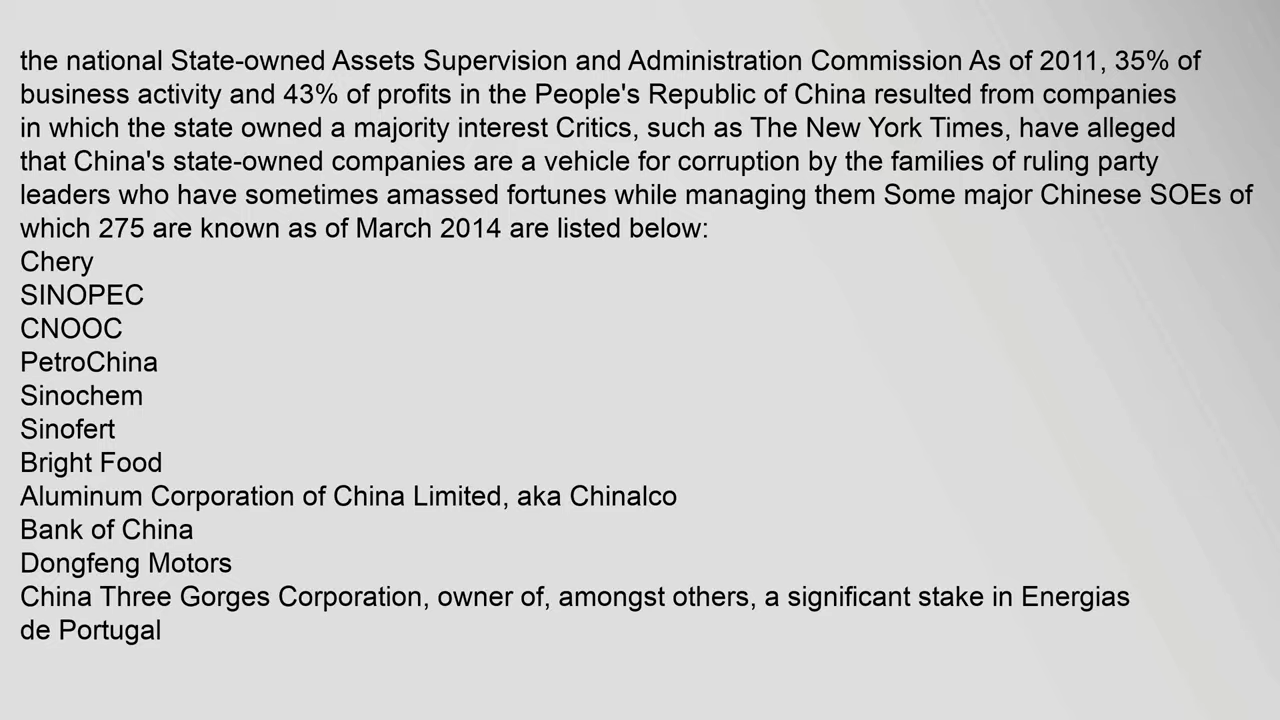 the national State-owned Assets Supervision and Administration Commission As of 2011, 35% of
business activity and 43% of profits in the People's Republic of China resulted from companies
in which the state owned a majority interest Critics, such as The New York Times, have alleged
that China's state-owned companies are a vehicle for corruption by the families of ruling party
leaders who have sometimes amassed fortunes while managing them Some major Chinese SOEs of
which 275 are known as of March 2014 are listed below:
Chery
SINOPEC
CNOOC
PetroChina
Sinochem
Sinofert
Bright Food
Aluminum Corporation of China Limited, aka Chinalco
Bank of China
Dongfeng Motors
China Three Gorges Corporation, owner of, amongst others, a significant stake in Energias
de Portugal